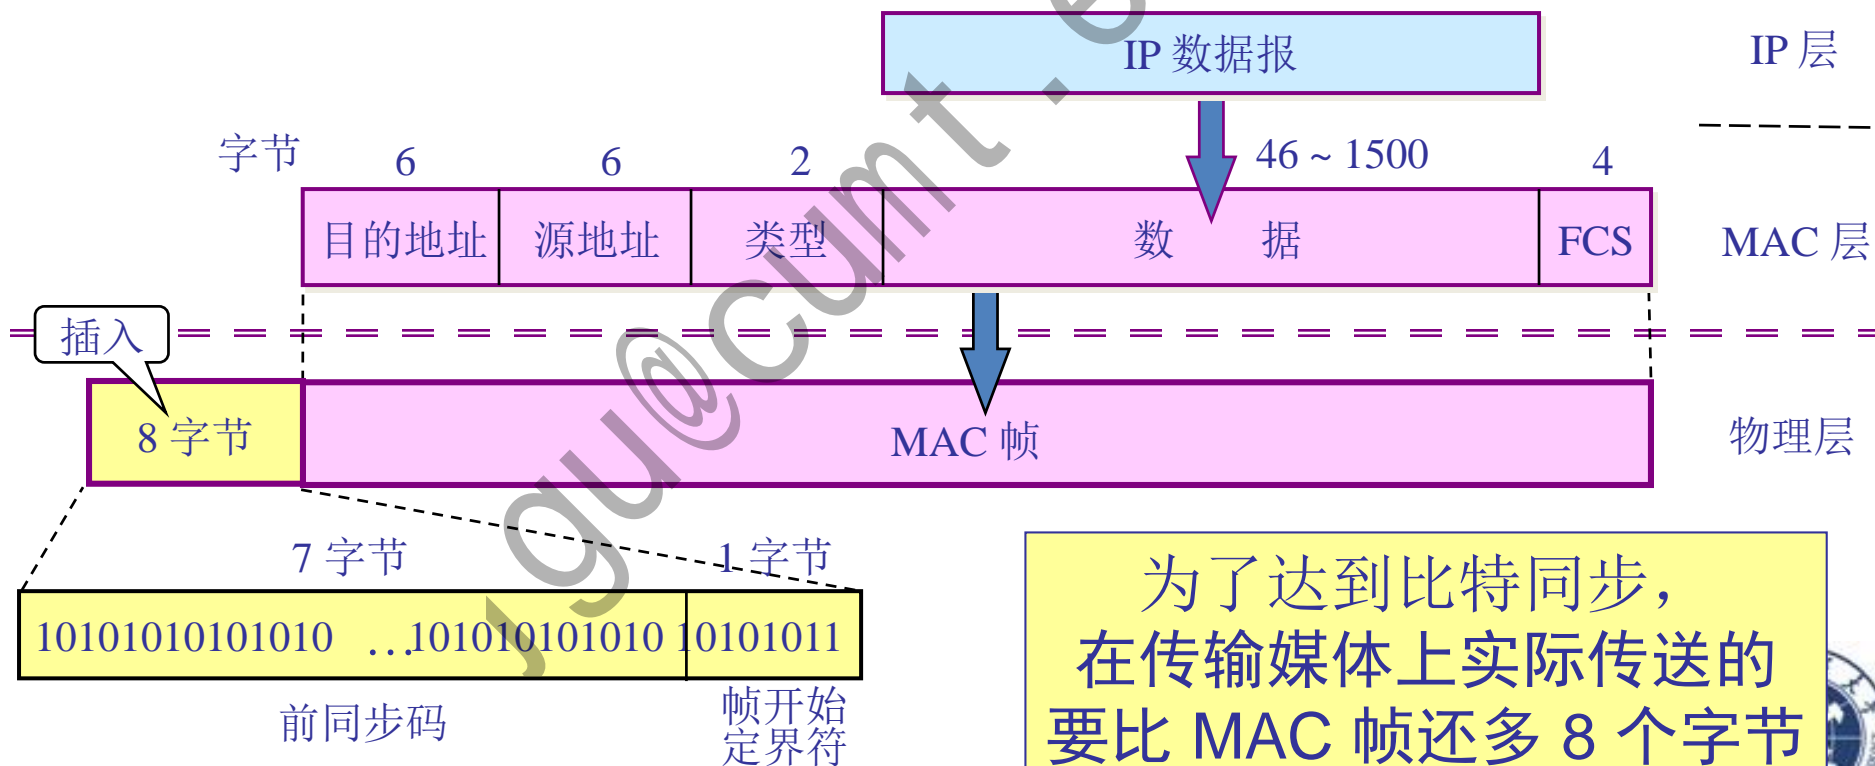 IP 数据报
IP 层
字节 6 6 2 46 ~ 1500 4
目的地址 源地址 类型 数 据 FCS
MAC 层
插入
8 字节
MAC 帧
物理层
7 字节 1 字节
10101010101010 …101010101010 10101011
前同步码
帧开始
定界符
为了达到比特同步,
在传输媒体上实际传送的
要比 MAC 帧还多 8 个字节
jgu@cumt.e